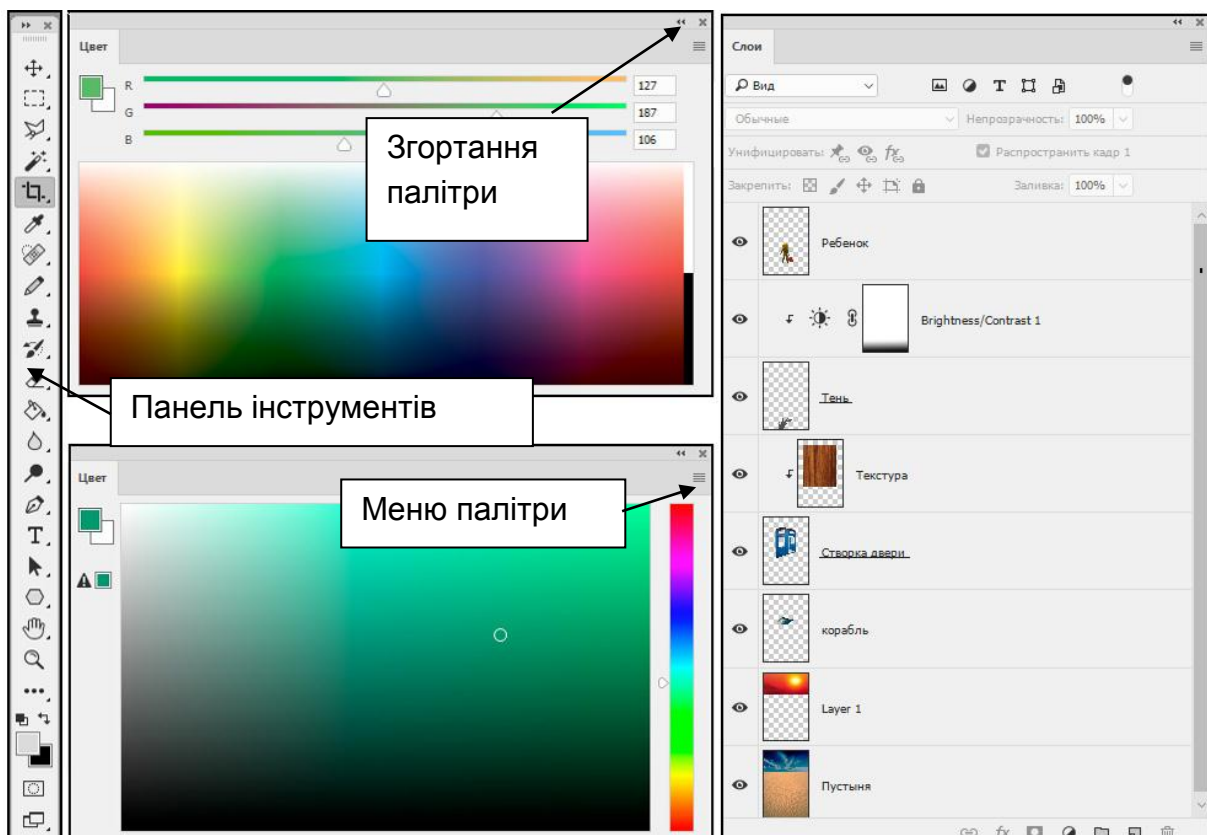 Цвет
R
127
G
187
B
106
Згортання
палітри
Панель інструментів
Цвет
Меню палітри
Слои
Вид
Обычные
Непрозрачность: 100%
Унифицировать:
Распространить кадр 1
Закрепить:
Заливка: 100%
Ребенок
Brightness/Contrast 1
Тень
Текстура
Створка двери
корабль
Layer 1
Пустыня